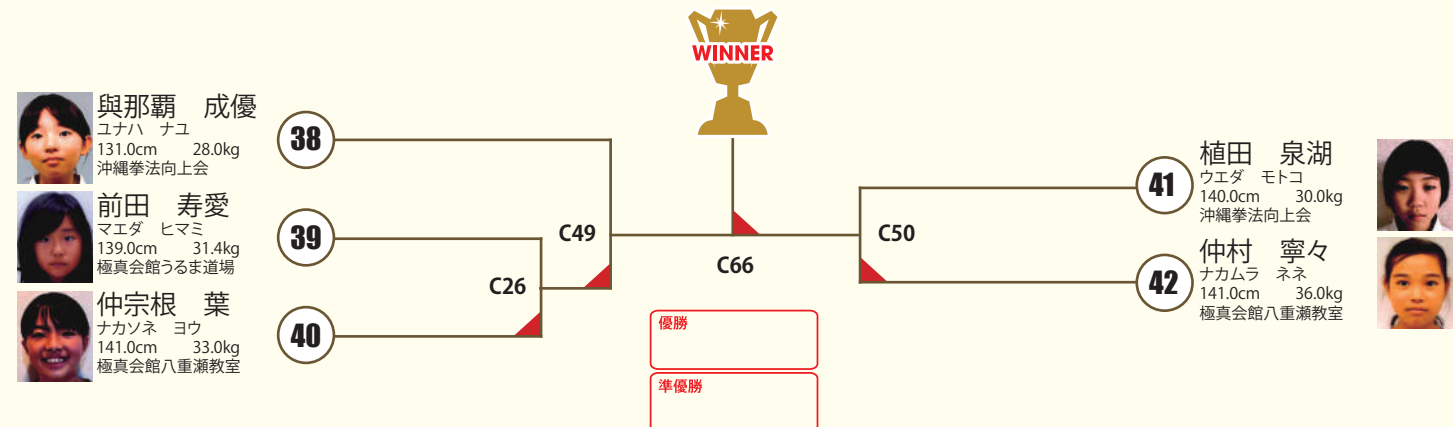 WINNER
與那覇　成優
ユナハ　ナユ
131.0cm　28.0kg
沖縄拳法向上会
38
前田　寿愛
マエダ　ヒマミ
139.0cm　31.4kg
極真会館うるま道場
39
仲宗根　葉
ナカソネ　ヨウ
141.0cm　33.0kg
極真会館八重瀬教室
40
C26
C49
C66
C50
優勝
準優勝
41
植田　泉湖
ウエダ　モトコ
140.0cm　30.0kg
沖縄拳法向上会
42
仲村　寧々
ナカムラ　ネネ
141.0cm　36.0kg
極真会館八重瀬教室